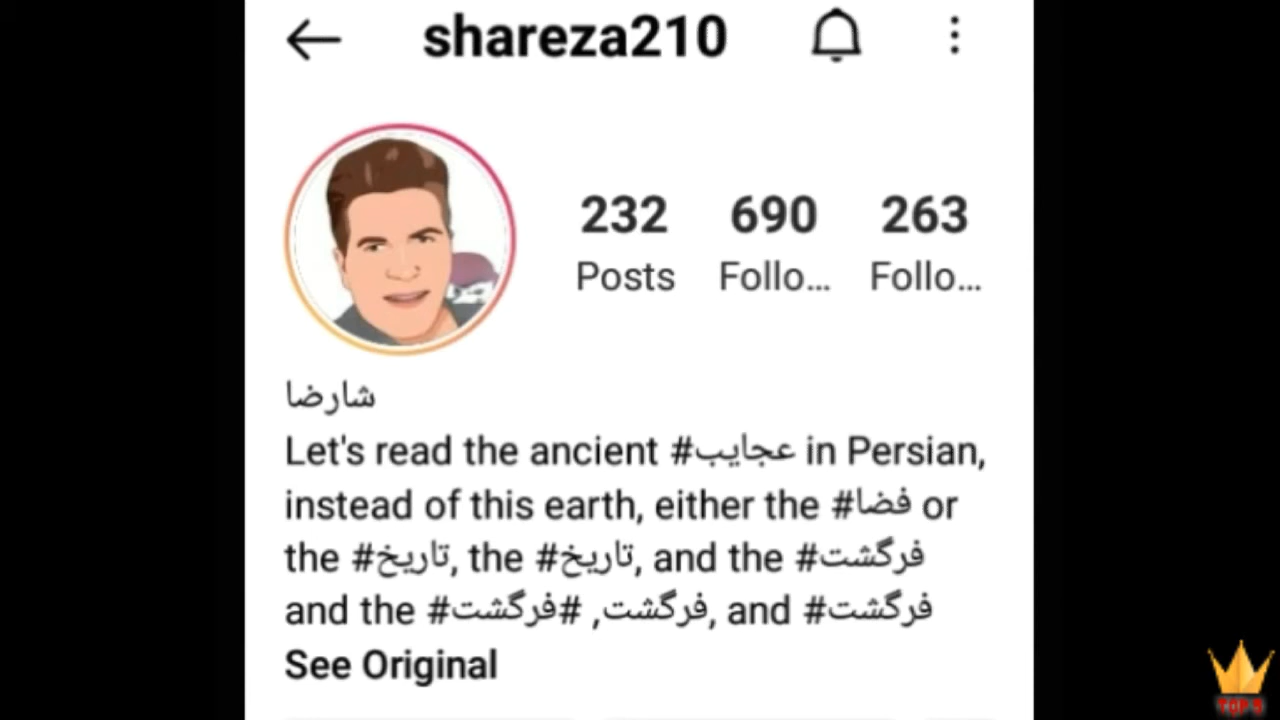 shareza210
232 690 263
Posts Follo... Follo...
شارضا
Let's read the ancient #عجایب in Persian,
instead of this earth, either the #فضا or
the #تاریخ, the #تاریخ, and the #فرگشت
and the #فرگشت, #فرگشت, and #فرگشت
See Original
TOP 5